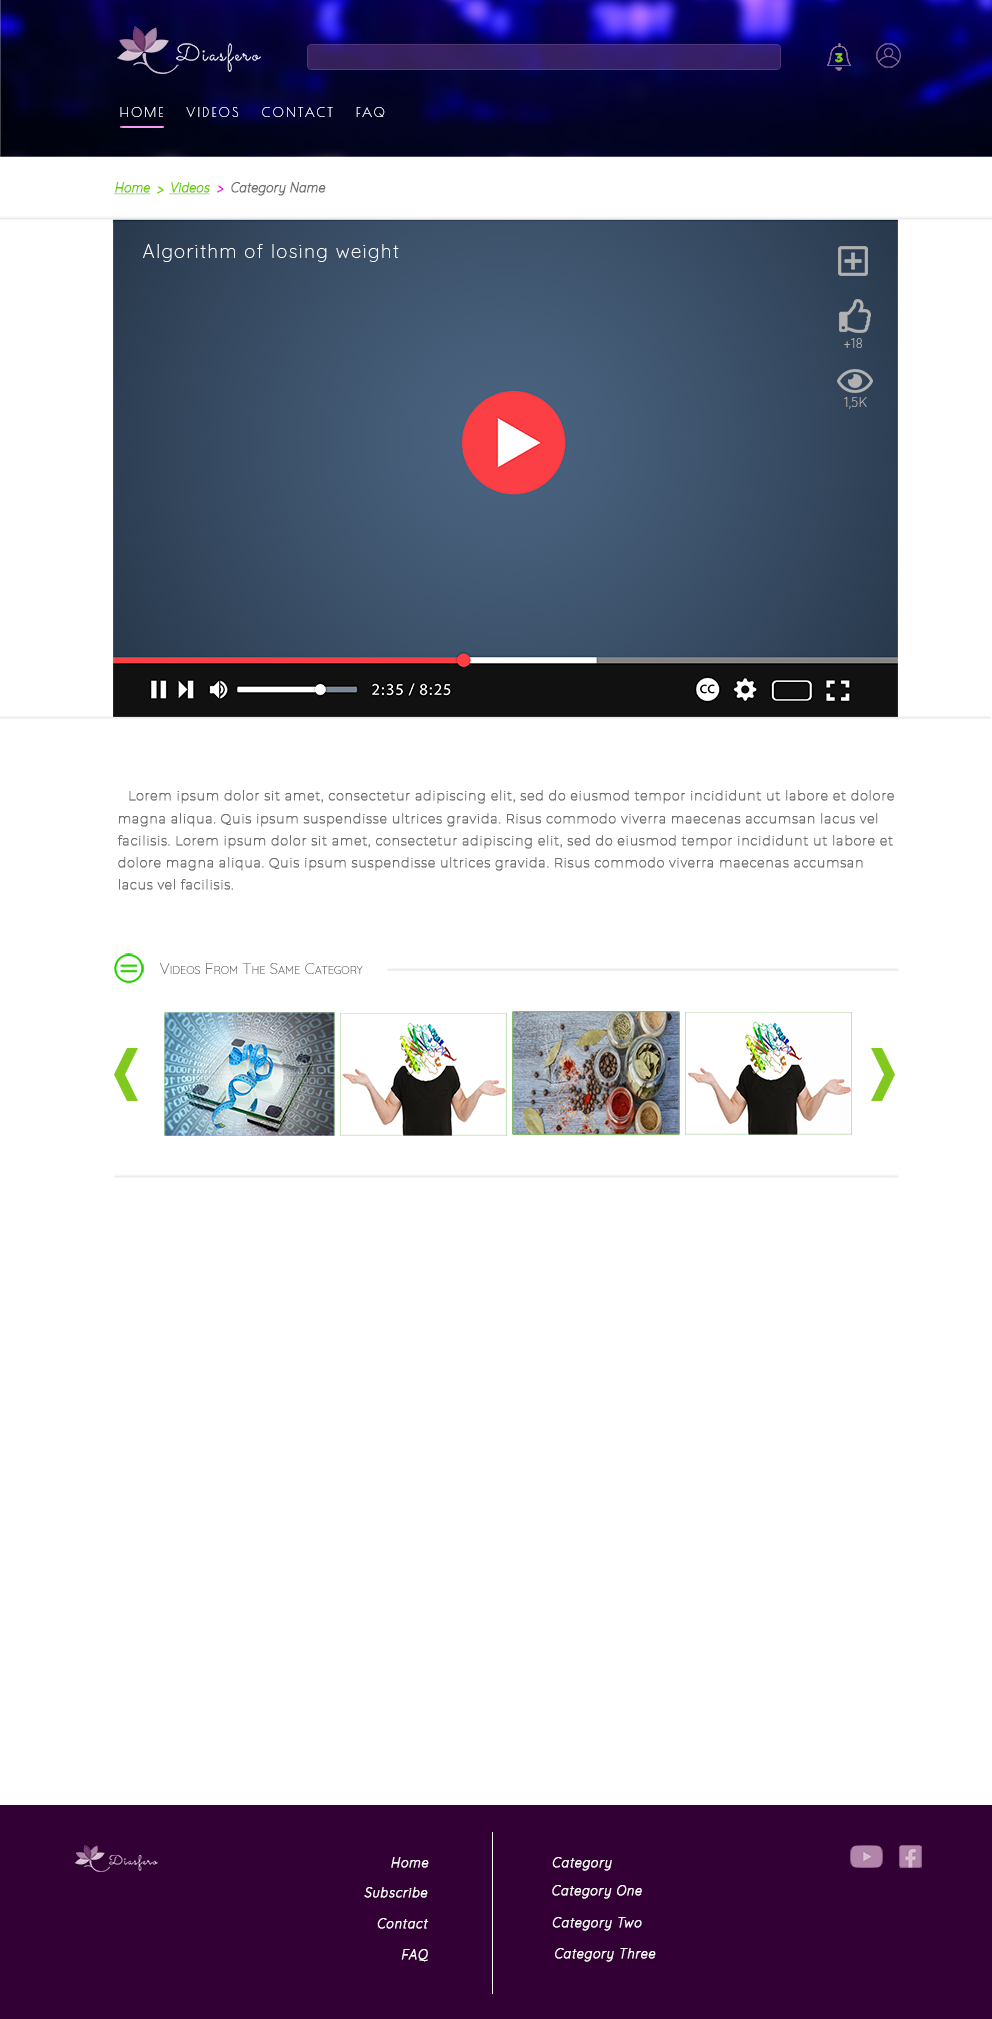 Diasfero
3
HOME VIDEOS CONTACT FAQ
Home > Videos > Category Name
Algorithm of losing weight
+18
1,5K
2:35 / 8:25
CC
Lorem ipsum dolor sit amet, consectetur adipiscing elit, sed do eiusmod tempor incididunt ut labore et dolore
magna aliqua. Quis ipsum suspendisse ultrices gravida. Risus commodo viverra maecenas accumsan lacus vel
facilisis. Lorem ipsum dolor sit amet, consectetur adipiscing elit, sed do eiusmod tempor incididunt ut labore et
dolore magna aliqua. Quis ipsum suspendisse ultrices gravida. Risus commodo viverra maecenas accumsan
lacus vel facilisis.
Videos From The Same Category
Diasfero
Home
Subscribe
Contact
FAQ
Category
Category One
Category Two
Category Three